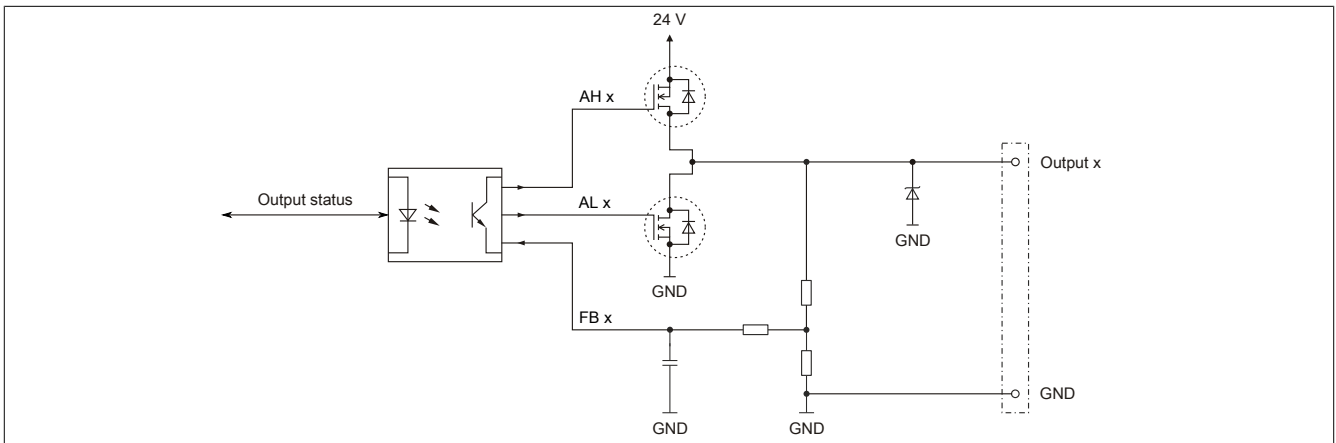 24 V
AH x
Output x
Output status
AL x
GND
GND
FB x
GND
GND
GND